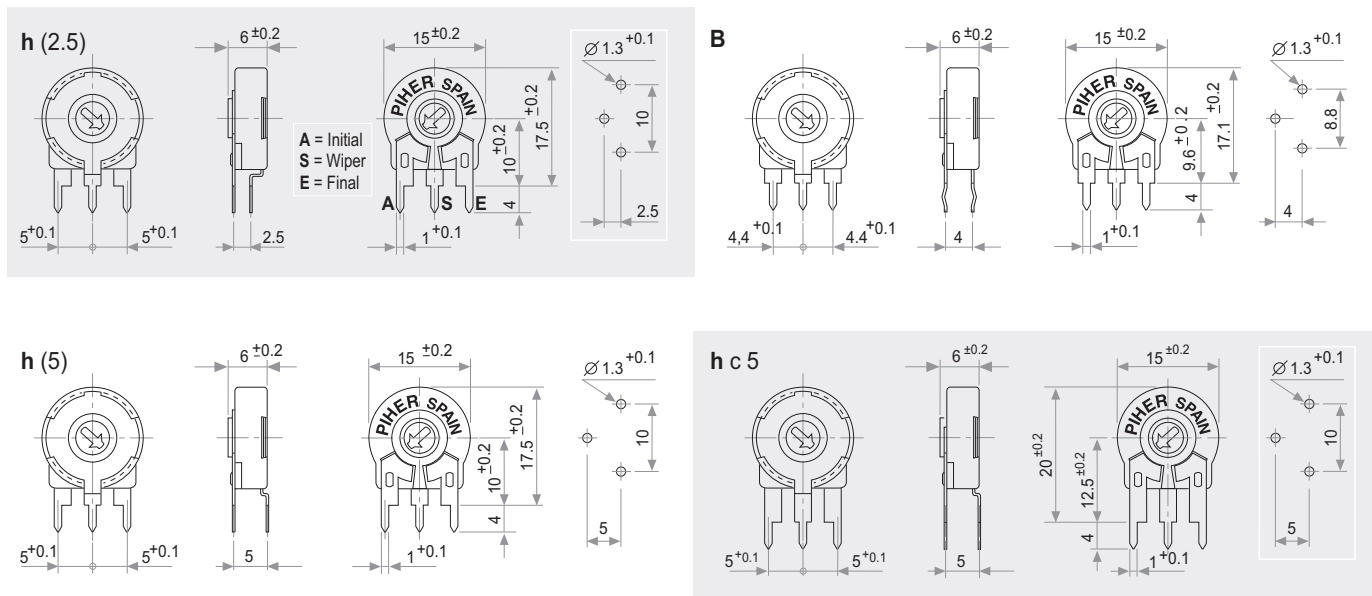 h (2.5)
6 ±0.2
15 ±0.2
Ø 1.3 +0.1
PIHER SPAIN
A = Initial
S = Wiper
E = Final
10 ±0.2
17.5 ±0.2
10
A
S
E
4
5 +0.1
5 +0.1
2.5
1 +0.1
2.5
B
6 ±0.2
15 ±0.2
Ø 1.3 +0.1
PIHER SPAIN
9.6 ±0.2
17.1 ±0.2
8.8
4
4,4 +0.1
4.4 +0.1
4
1 +0.1
4
h (5)
6 ±0.2
15 ±0.2
Ø 1.3 +0.1
PIHER SPAIN
10 ±0.2
17.5 ±0.2
10
4
5 +0.1
5 +0.1
5
1 +0.1
5
h c 5
6 ±0.2
15 ±0.2
Ø 1.3 +0.1
PIHER SPAIN
20 ±0.2
12.5 ±0.2
10
4
5 +0.1
5 +0.1
5
1 +0.1
5